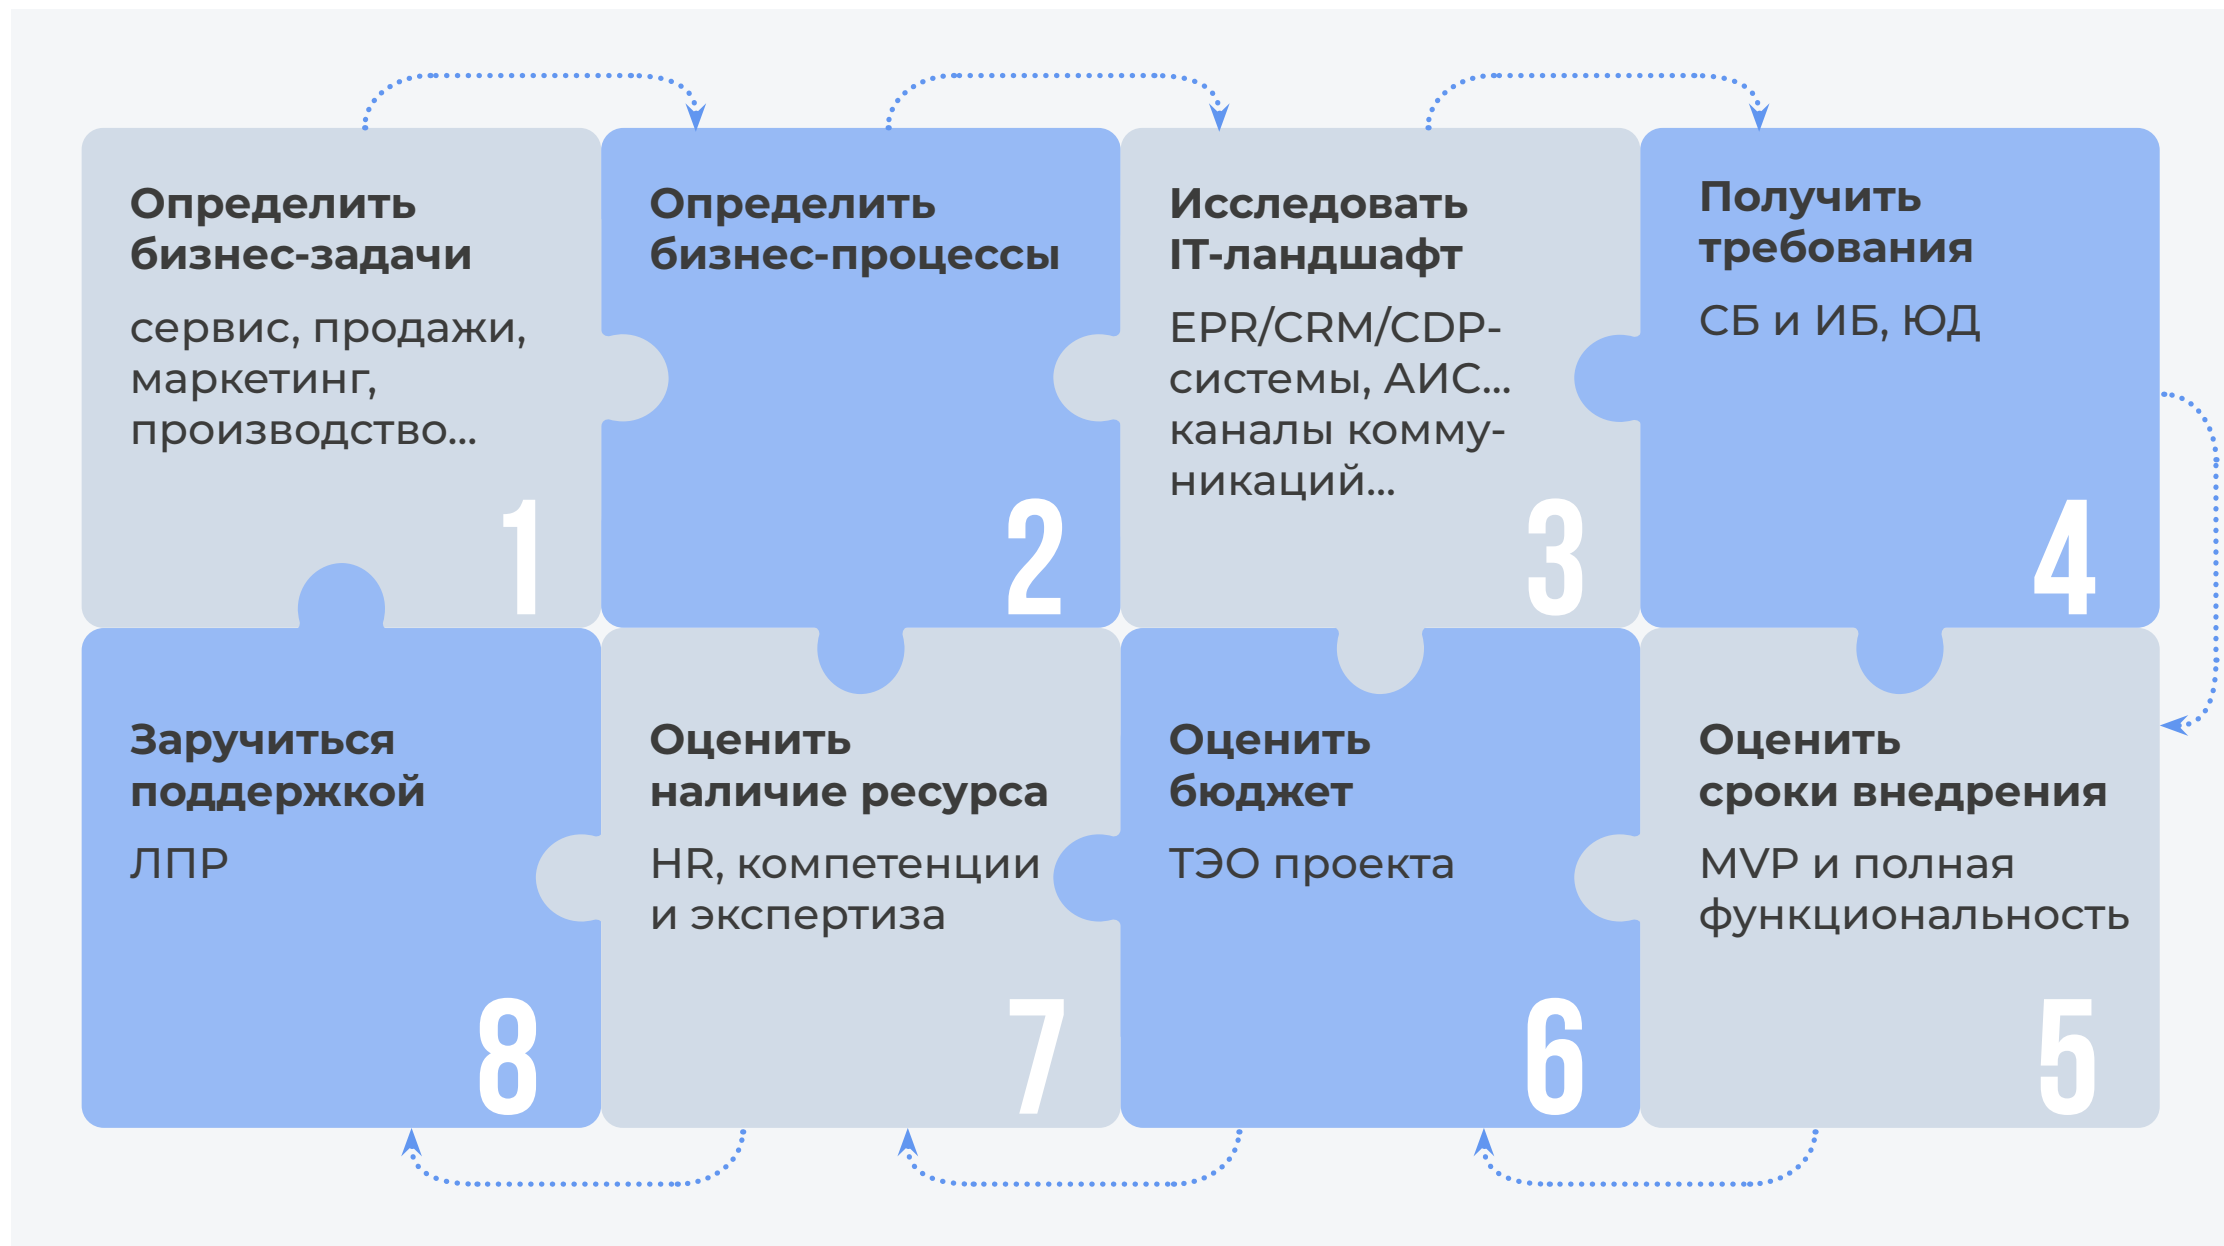 Определить
бизнес-задачи
сервис, продажи,
маркетинг,
производство...
1
Определить
бизнес-процессы
2
Исследовать
IT-ландшафт
EPR/CRM/CDP-
системы, АИС...
каналы комму-
никаций...
3
Получить
требования
СБ и ИБ, ЮД
4
Оценить
сроки внедрения
MVP и полная
функциональность
5
Оценить
бюджет
ТЭО проекта
6
Оценить
наличие ресурса
HR, компетенции
и экспертиза
7
Заручиться
поддержкой
ЛПР
8